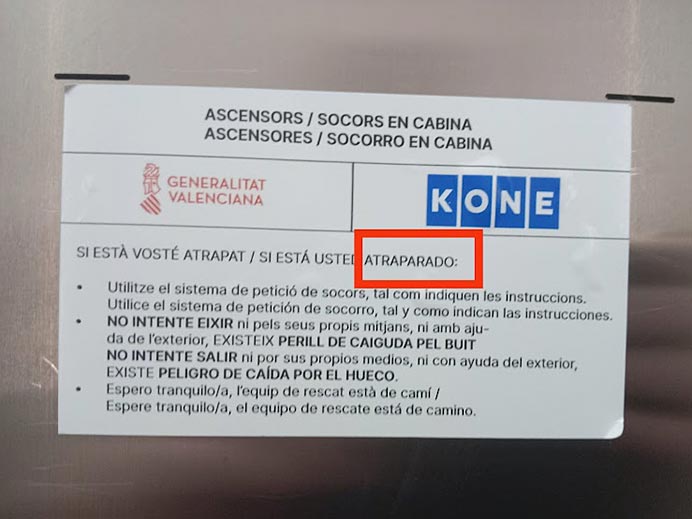 ASCENSORS / SOCORS EN CABINA
ASCENSORES / SOCORRO EN CABINA
GENERALITAT
VALENCIANA
KONE
SI ESTÀ VOSTÉ ATRAPAT / SI ESTÁ USTED ATRAPARADO:
• Utilitze el sistema de petició de socors, tal com indiquen les instruccions.
Utilice el sistema de petición de socorro, tal y como indican las instrucciones.
• NO INTENTE EIXIR ni pels seus propis mitjans, ni amb aju-
da de l'exterior, EXISTEIX PERILL DE CAIGUDA PEL BUIT
NO INTENTE SALIR ni por sus propios medios, ni con ayuda del exterior,
EXISTE PELIGRO DE CAÍDA POR EL HUECO.
• Espero tranquilo/a, l'equip de rescat està de camí /
Espere tranquilo/a, el equipo de rescate está de camino.